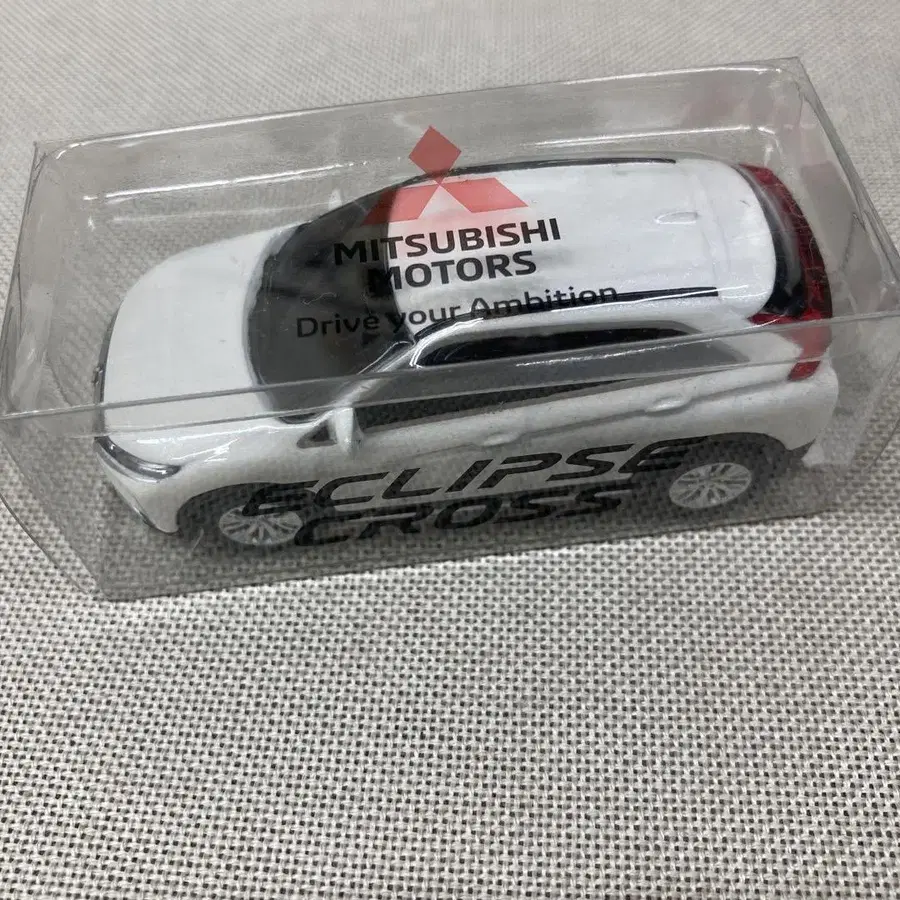 MITSUBISHI
MOTORS
Drive your Ambition
ECLIPSE
CROSS